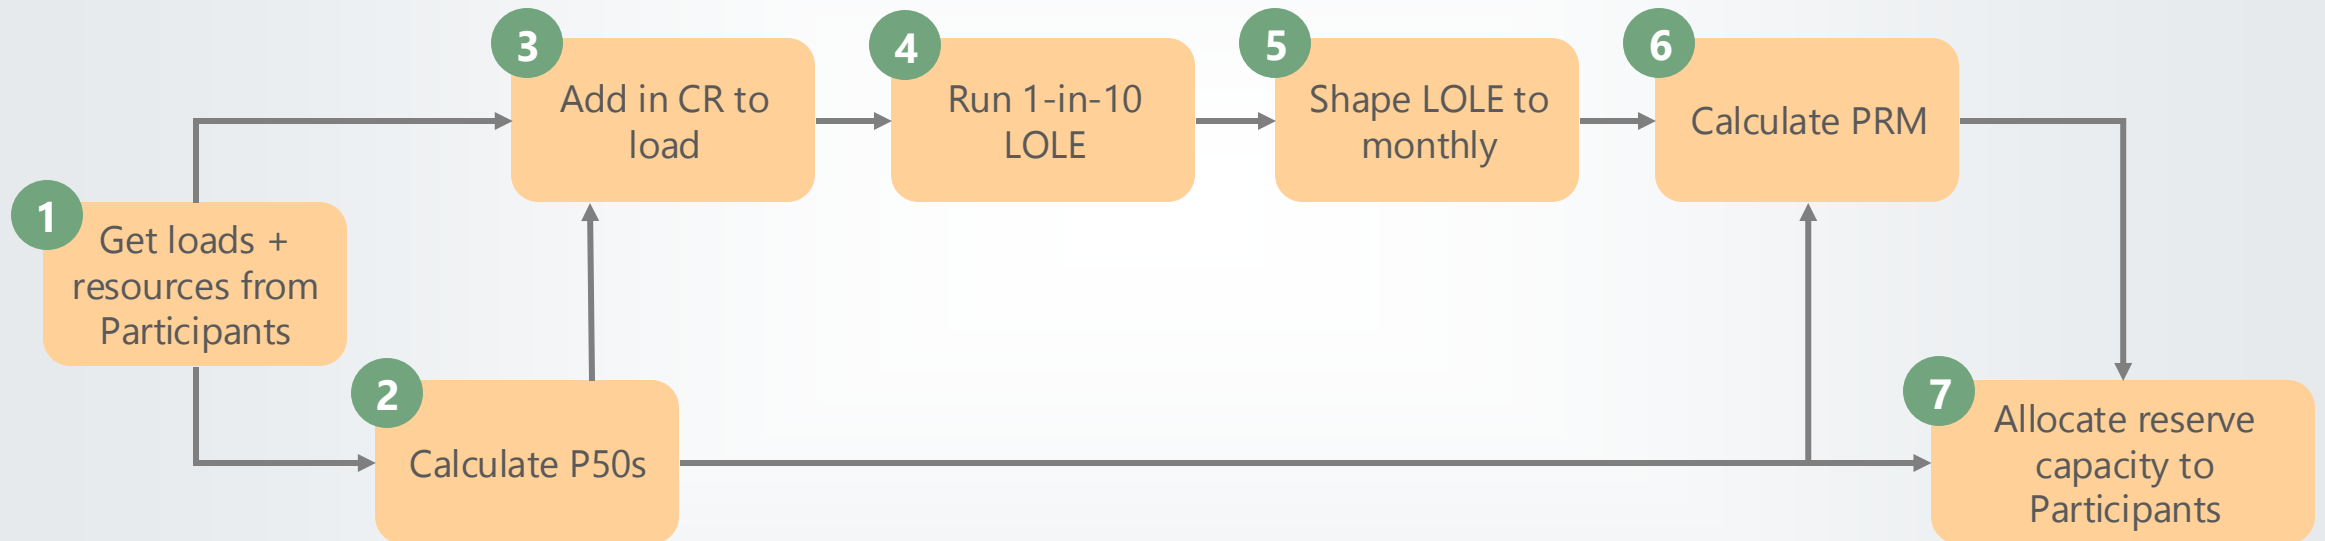 1
Get loads +
resources from
Participants
2
Calculate P50s
3
Add in CR to
load
4
Run 1-in-10
LOLE
5
Shape LOLE to
monthly
6
Calculate PRM
7
Allocate reserve
capacity to
Participants